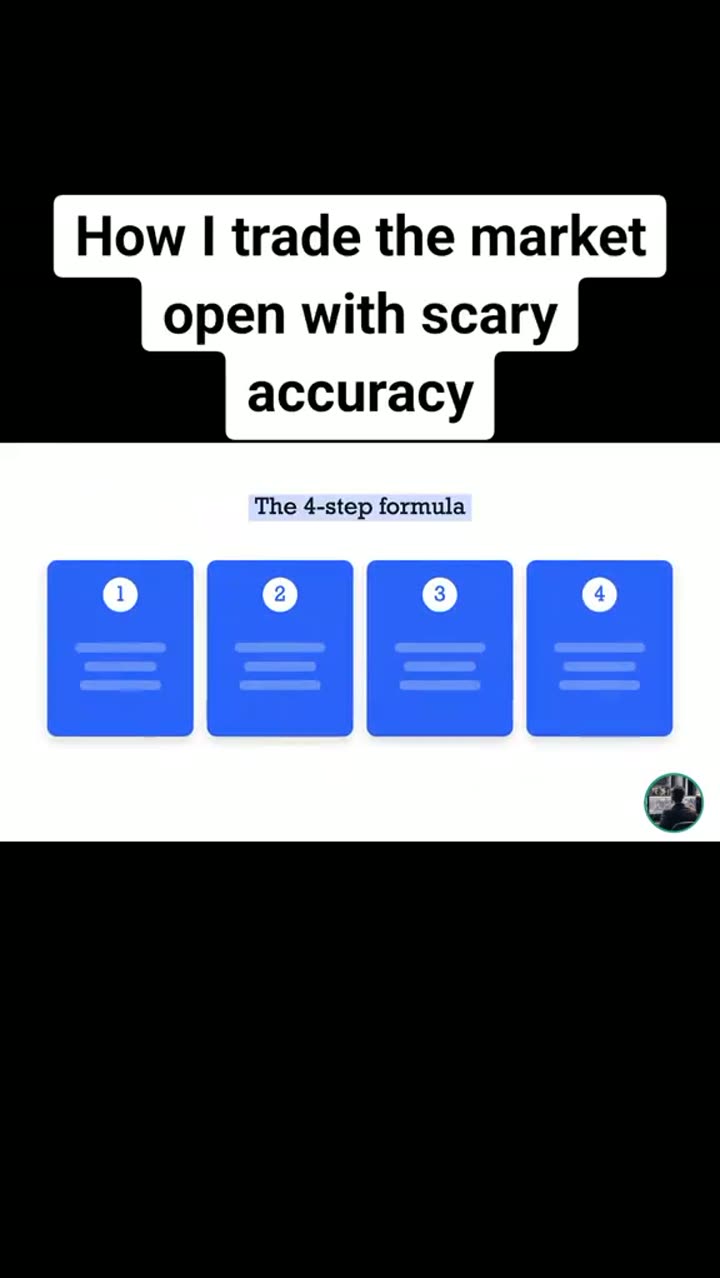 How I trade the market
open with scary
accuracy
The 4-step formula
1 2 3 4